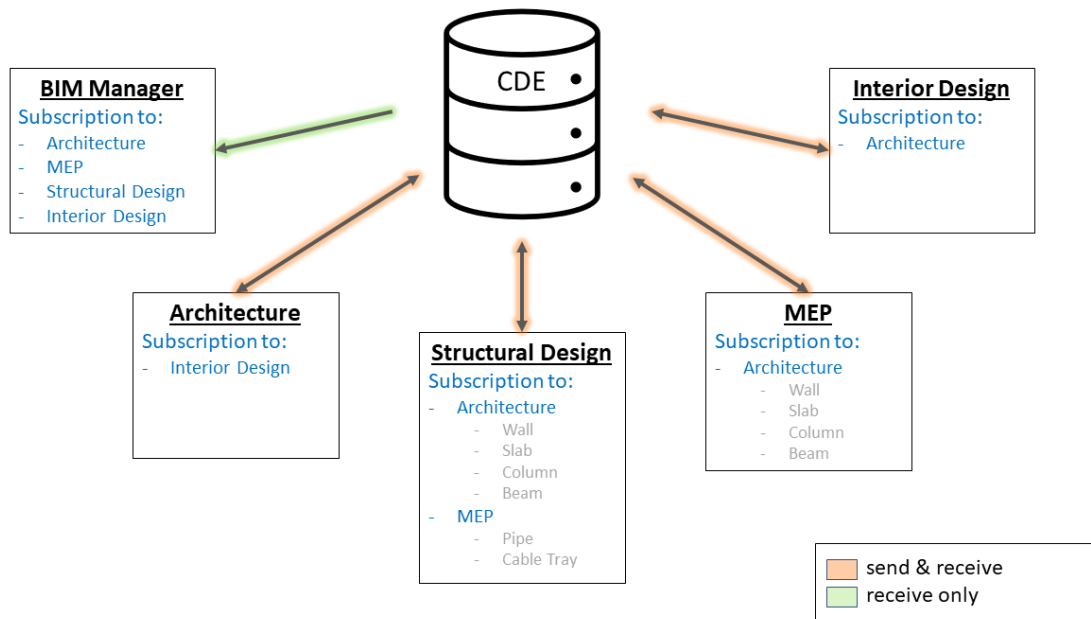 CDE
BIM Manager
Subscription to:
- Architecture
- MEP
- Structural Design
- Interior Design
Interior Design
Subscription to:
- Architecture
Architecture
Subscription to:
- Interior Design
Structural Design
Subscription to:
- Architecture
- Wall
- Slab
- Column
- Beam
- MEP
- Pipe
- Cable Tray
MEP
Subscription to:
- Architecture
- Wall
- Slab
- Column
- Beam
send & receive
receive only